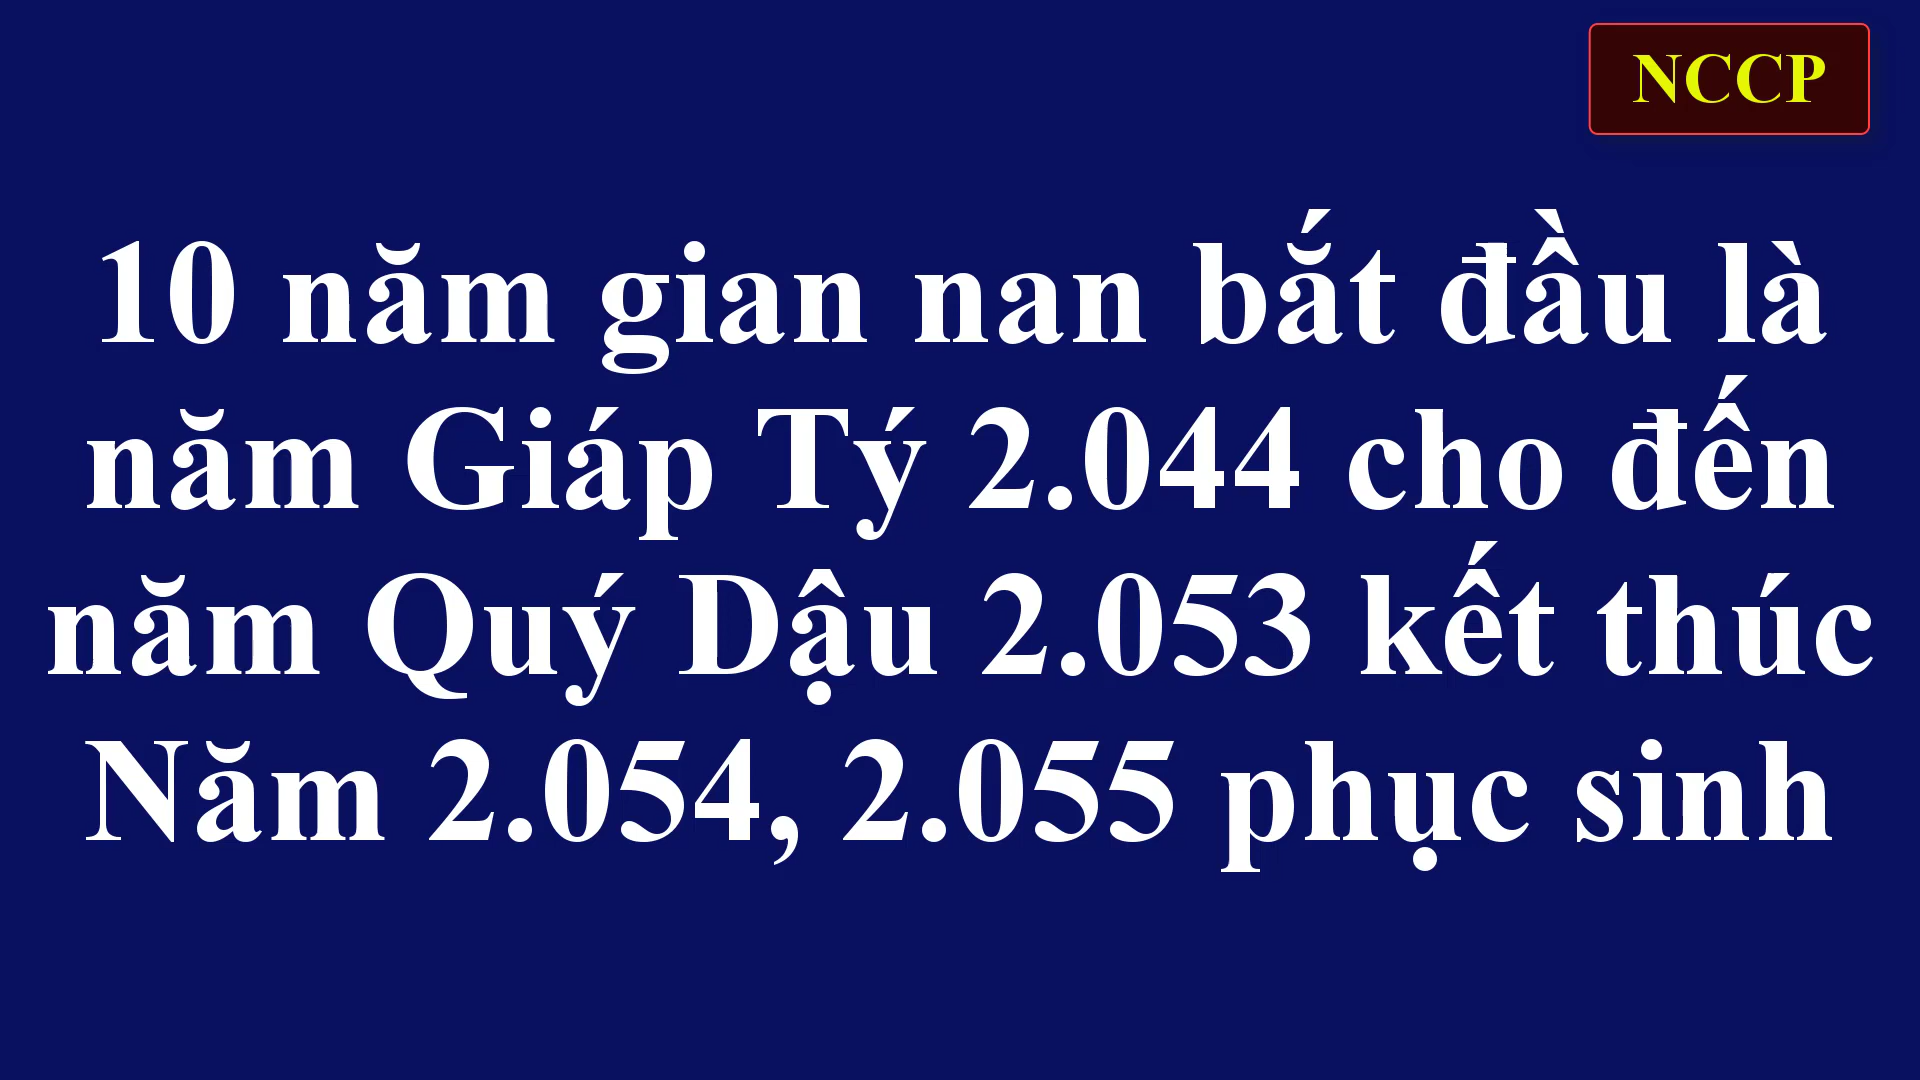 NCCP
10 năm gian nan bắt đầu là
năm Giáp Tý 2.044 cho đến
năm Quý Dậu 2.053 kết thúc
Năm 2.054, 2.055 phục sinh